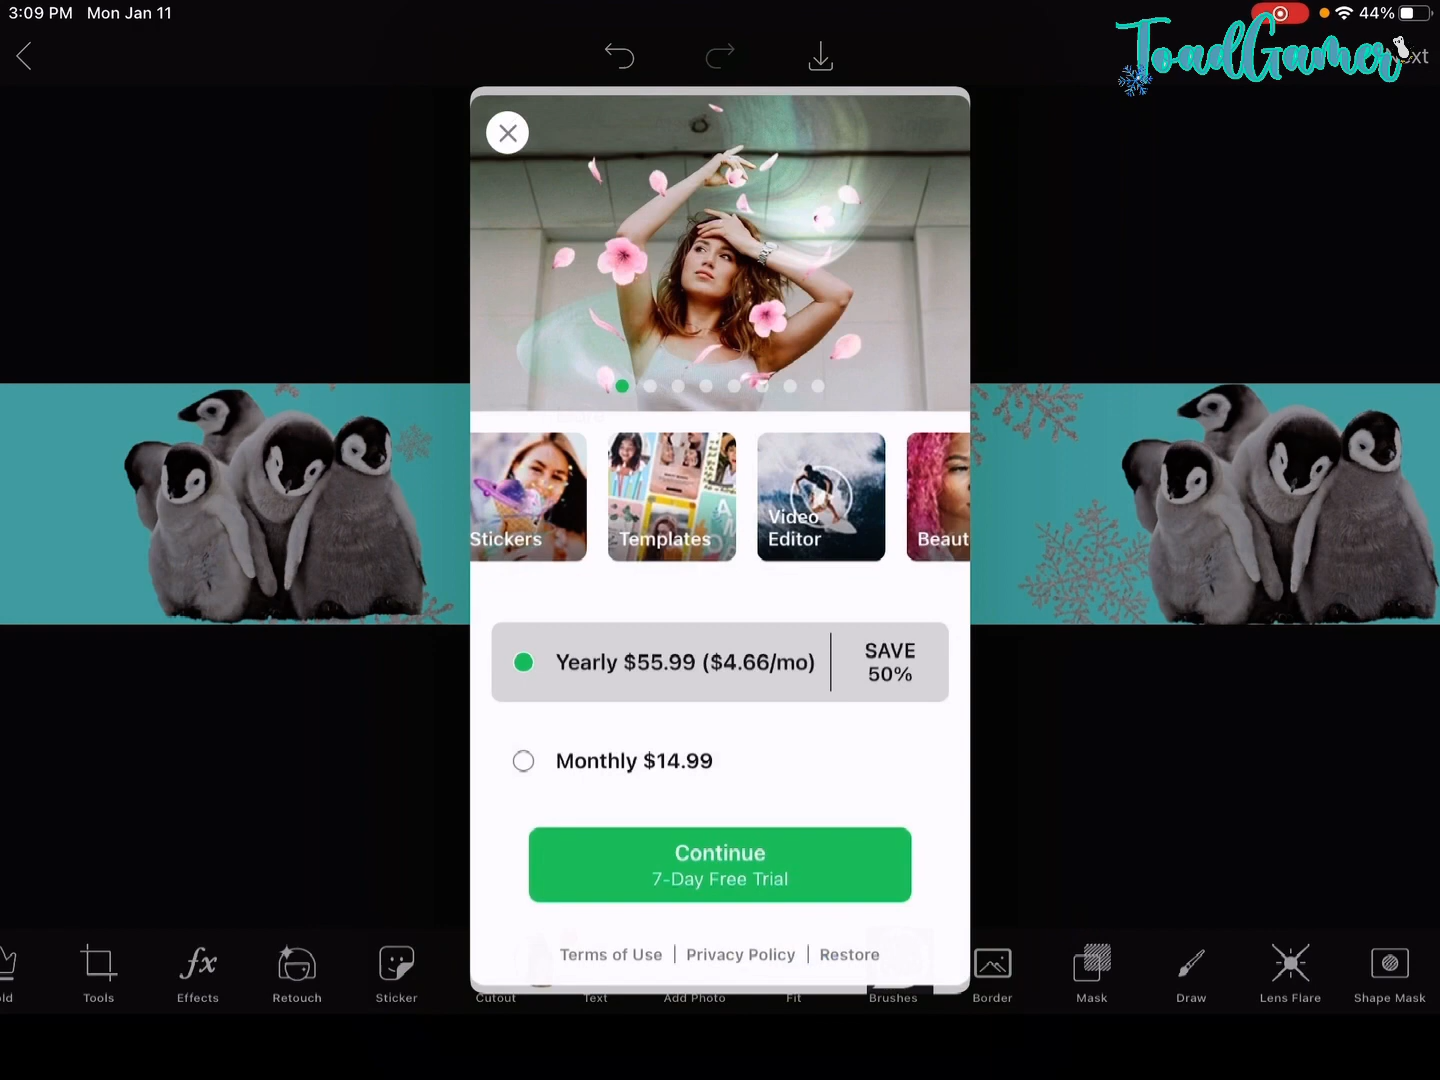 3:09 PM Mon Jan 11
44%
ToadGamer
xt
Stickers
Templates
Video
Editor
Beaut
Yearly $55.99 ($4.66/mo)
SAVE
50%
Monthly $14.99
Continue
7-Day Free Trial
Terms of Use | Privacy Policy | Restore
ld
Tools
Effects
Retouch
Sticker
Cutout
Text
Add Photo
Fit
Brushes
Border
Mask
Draw
Lens Flare
Shape Mask